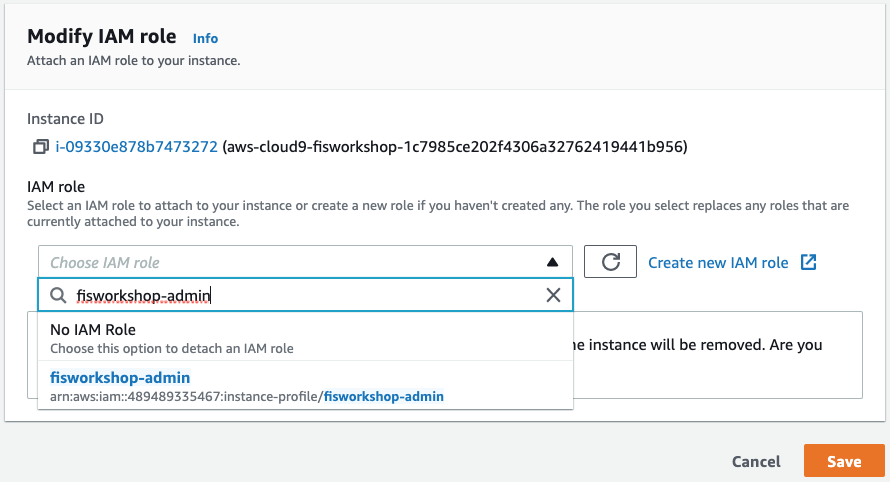 Modify IAM role Info
Attach an IAM role to your instance.
Instance ID
i-09330e878b7473272 (aws-cloud9-fisworkshop-1c7985ce202f4306a32762419441b956)
IAM role
Select an IAM role to attach to your instance or create a new role if you haven't created any. The role you select replaces any roles that are
currently attached to your instance.
Choose IAM role
Create new IAM role
fisworkshop-admin
No IAM Role
Choose this option to detach an IAM role
instance will be removed. Are you
fisworkshop-admin
arn:aws:iam::489489335467:instance-profile/fisworkshop-admin
Cancel Save